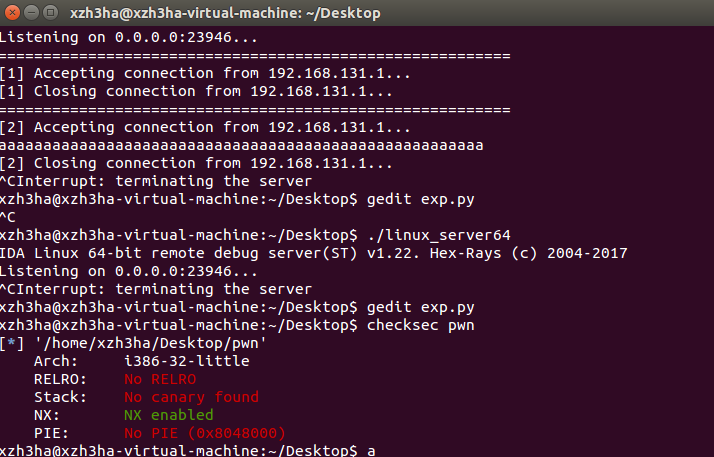 xzh3ha@xzh3ha-virtual-machine: ~/Desktop
Listening on 0.0.0.0:23946...
=========================================================
[1] Accepting connection from 192.168.131.1...
[1] Closing connection from 192.168.131.1...
=========================================================
[2] Accepting connection from 192.168.131.1...
aaaaaaaaaaaaaaaaaaaaaaaaaaaaaaaaaaaaaaaaaaaaaaaaaaaaaa
[2] Closing connection from 192.168.131.1...
^CInterrupt: terminating the server
xzh3ha@xzh3ha-virtual-machine:~/Desktop$ gedit exp.py
^C
xzh3ha@xzh3ha-virtual-machine:~/Desktop$ ./linux_server64
IDA Linux 64-bit remote debug server(ST) v1.22. Hex-Rays (c) 2004-2017
Listening on 0.0.0.0:23946...
^CInterrupt: terminating the server
xzh3ha@xzh3ha-virtual-machine:~/Desktop$ gedit exp.py
xzh3ha@xzh3ha-virtual-machine:~/Desktop$ checksec pwn
[*] '/home/xzh3ha/Desktop/pwn'
    Arch:     i386-32-little
    RELRO:    No RELRO
    Stack:    No canary found
    NX:       NX enabled
    PIE:      No PIE (0x8048000)
xzh3ha@xzh3ha-virtual-machine:~/Desktop$ a